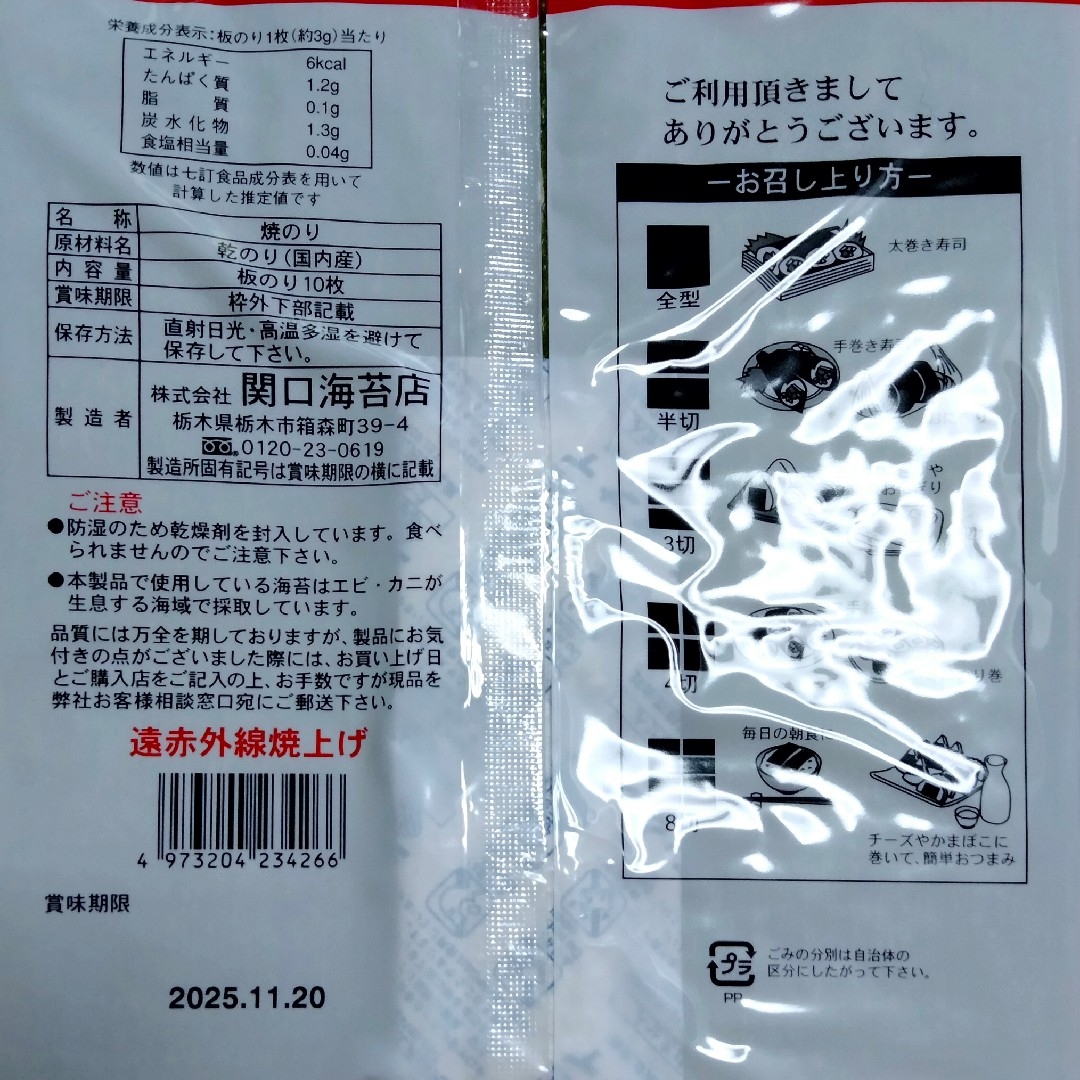 栄養成分表示:板のり1枚(約3g)当たり
エネルギー 6kcal
たんぱく質 1.2g
脂質 0.1g
炭水化物 1.3g
食塩相当量 0.04g
数値は七訂食品成分表を用いて
計算した推定値です
名称 焼のり
原材料名 乾のり(国内産)
内容量 板のり10枚
賞味期限 枠外下部記載
保存方法 直射日光・高温多湿を避けて
保存して下さい。
製造者 株式会社 関口海苔店
栃木県栃木市箱森町39-4
0120-23-0619
製造所固有記号は賞味期限の横に記載
ご注意
●防湿のため乾燥剤を封入しています。食べ
られませんのでご注意下さい。
●本製品で使用している海苔はエビ・カニが
生息する海域で採取しています。
品質には万全を期しておりますが、製品にお気
付きの点がございました際には、お買い上げ日
とご購入店をご記入の上、お手数ですが現品を
弊社お客様相談窓口宛にご郵送下さい。
遠赤外線焼上げ
4 973204 234266
賞味期限
2025.11.20
ご利用頂きまして
ありがとうございます。
ーお召し上り方ー
全型
太巻き寿司
半切
手巻き寿
3切
4切
り巻
8
毎日の朝食に
チーズやかまぼこに
巻いて、簡単おつまみ
プラ
PP
ごみの分別は自治体の
区分にしたがって下さい。